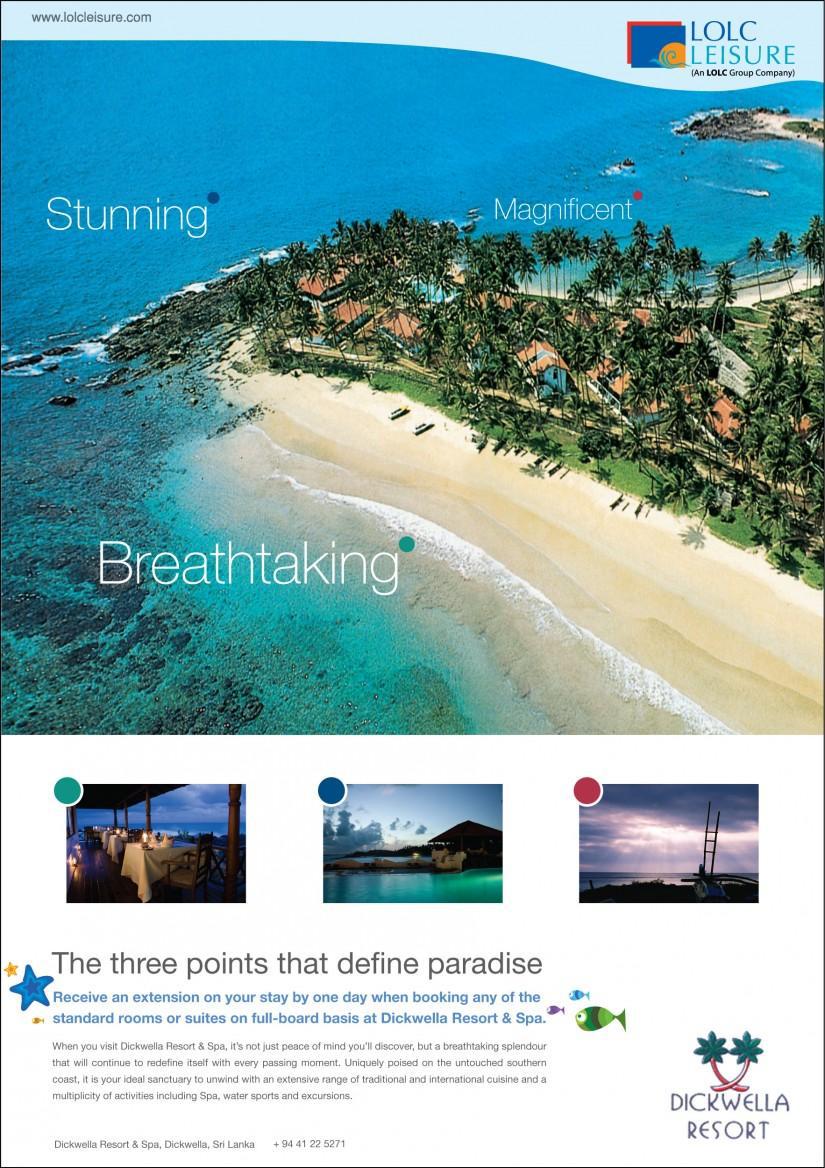 www.lolcleisure.com
LOLC
LEISURE
(An LOLC Group Company)
Stunning
Magnificent
Breathtaking
The three points that define paradise
Receive an extension on your stay by one day when booking any of the
standard rooms or suites on full-board basis at Dickwella Resort & Spa.
When you visit Dickwella Resort & Spa, it's not just peace of mind you'll discover, but a breathtaking splendour
that will continue to redefine itself with every passing moment. Uniquely poised on the untouched southern
coast, it is your ideal sanctuary to unwind with an extensive range of traditional and international cuisine and a
multiplicity of activities including Spa, water sports and excursions.
DICKWELLA
RESORT
Dickwella Resort & Spa, Dickwella, Sri Lanka + 94 41 22 5271